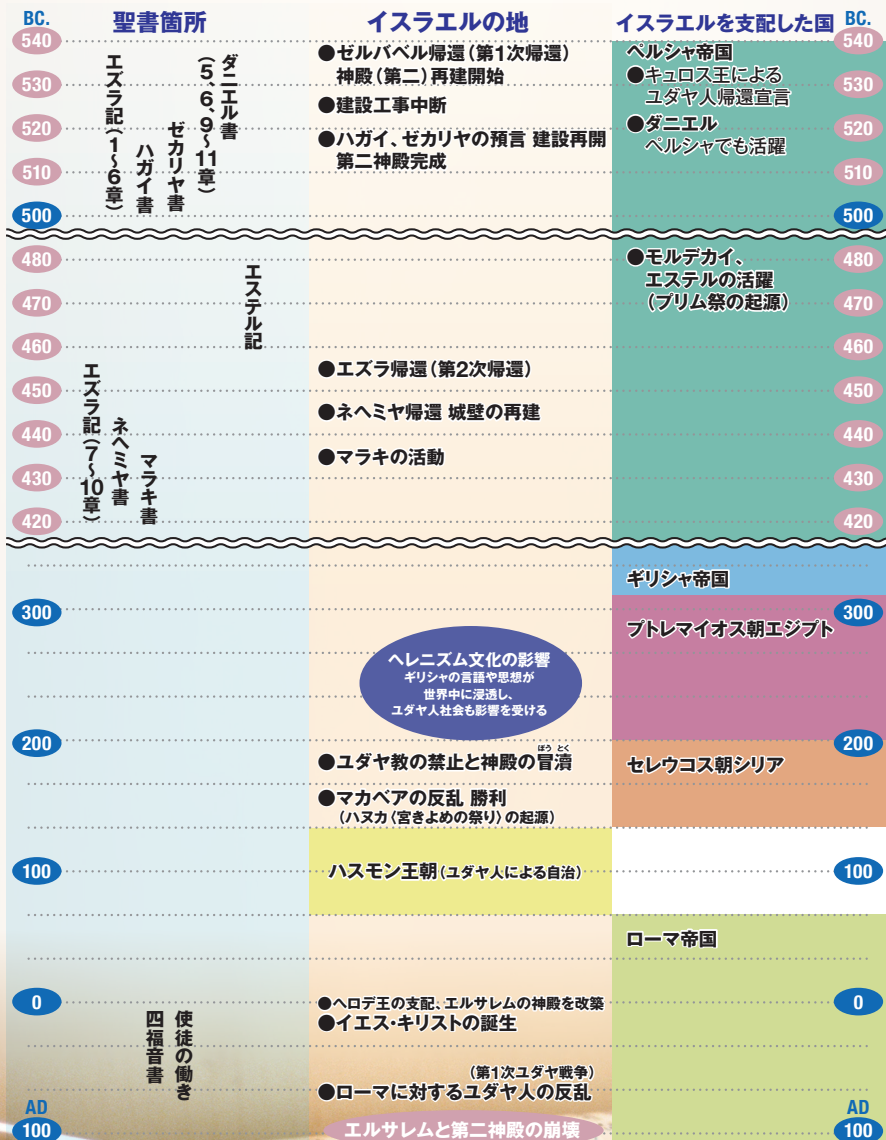 BC.
聖書箇所
イスラエルの地
イスラエルを支配した国
BC.
540
530
520
510
500
480
470
460
450
440
430
420
300
200
100
0
AD
100
エズラ記(1〜6章)
ハガイ書
ゼカリヤ書
ダニエル書
(5、6、9〜11章)
エステル記
エズラ記(7〜10章)
ネヘミヤ書
マラキ書
四福音書
使徒の働き
●ゼルバベル帰還(第1次帰還)
神殿(第二)再建開始
●建設工事中断
●ハガイ、ゼカリヤの預言 建設再開
第二神殿完成
●エズラ帰還(第2次帰還)
●ネヘミヤ帰還 城壁の再建
●マラキの活動
ヘレニズム文化の影響
ギリシャの言語や思想が
世界中に浸透し、
ユダヤ人社会も影響を受ける
ぼう とく
●ユダヤ教の禁止と神殿の冒瀆
●マカベアの反乱 勝利
(ハヌカ〈宮きよめの祭り〉の起源)
ハスモン王朝(ユダヤ人による自治)
●ヘロデ王の支配、エルサレムの神殿を改築
●イエス・キリストの誕生
(第1次ユダヤ戦争)
●ローマに対するユダヤ人の反乱
エルサレムと第二神殿の崩壊
ペルシャ帝国
●キュロス王による
ユダヤ人帰還宣言
●ダニエル
ペルシャでも活躍
●モルデカイ、
エステルの活躍
(プリム祭の起源)
ギリシャ帝国
プトレマイオス朝エジプト
セレウコス朝シリア
ローマ帝国
540
530
520
510
500
480
470
460
450
440
430
420
300
200
100
0
AD
100